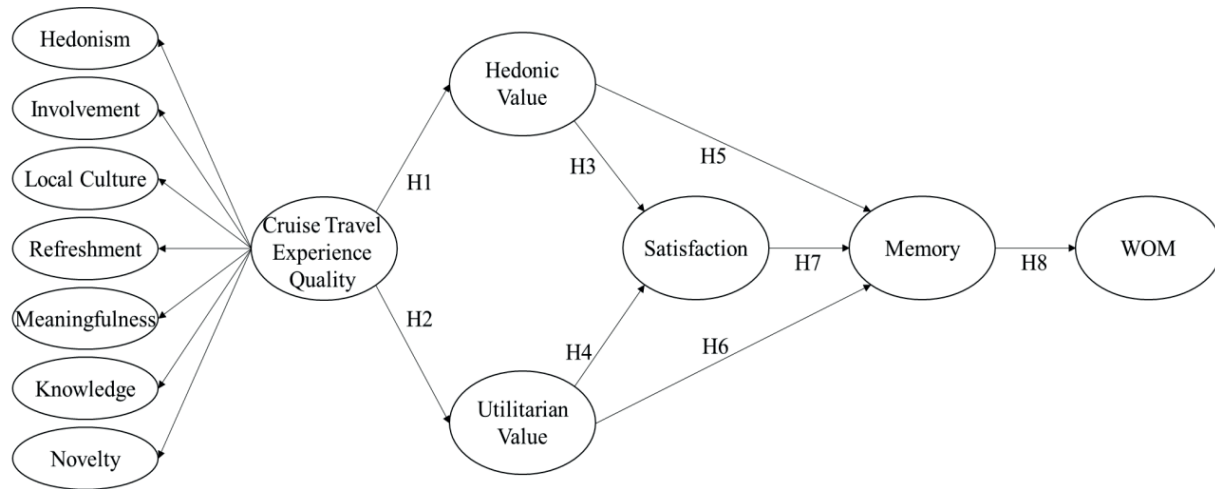 Hedonism
Involvement
Local Culture
Refreshment
Meaningfulness
Knowledge
Novelty
Cruise Travel
Experience
Quality
H1
H2
Hedonic
Value
Utilitarian
Value
H3
H4
H5
H6
Satisfaction
H7
Memory
H8
WOM